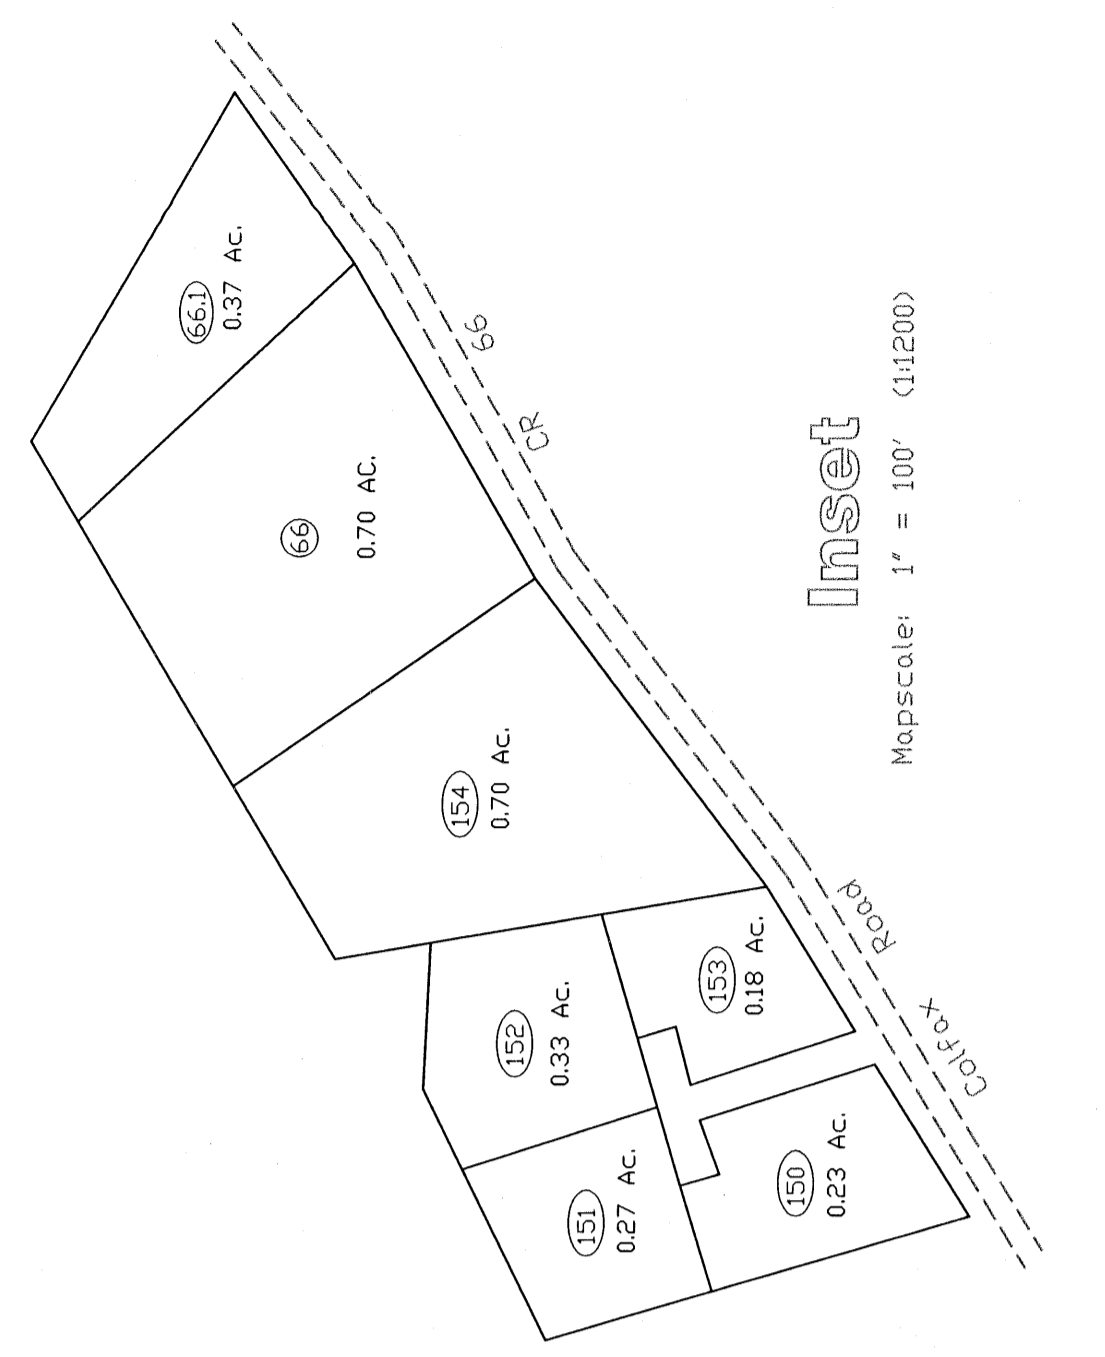 66.1
0.37 Ac.
66
0.70 AC.
154
0.70 Ac.
153
0.18 Ac.
152
0.33 Ac.
151
0.27 Ac.
150
0.23 Ac.
Colfax Road CR 66
Inset
Mapscale: 1" = 100' (1:1200)